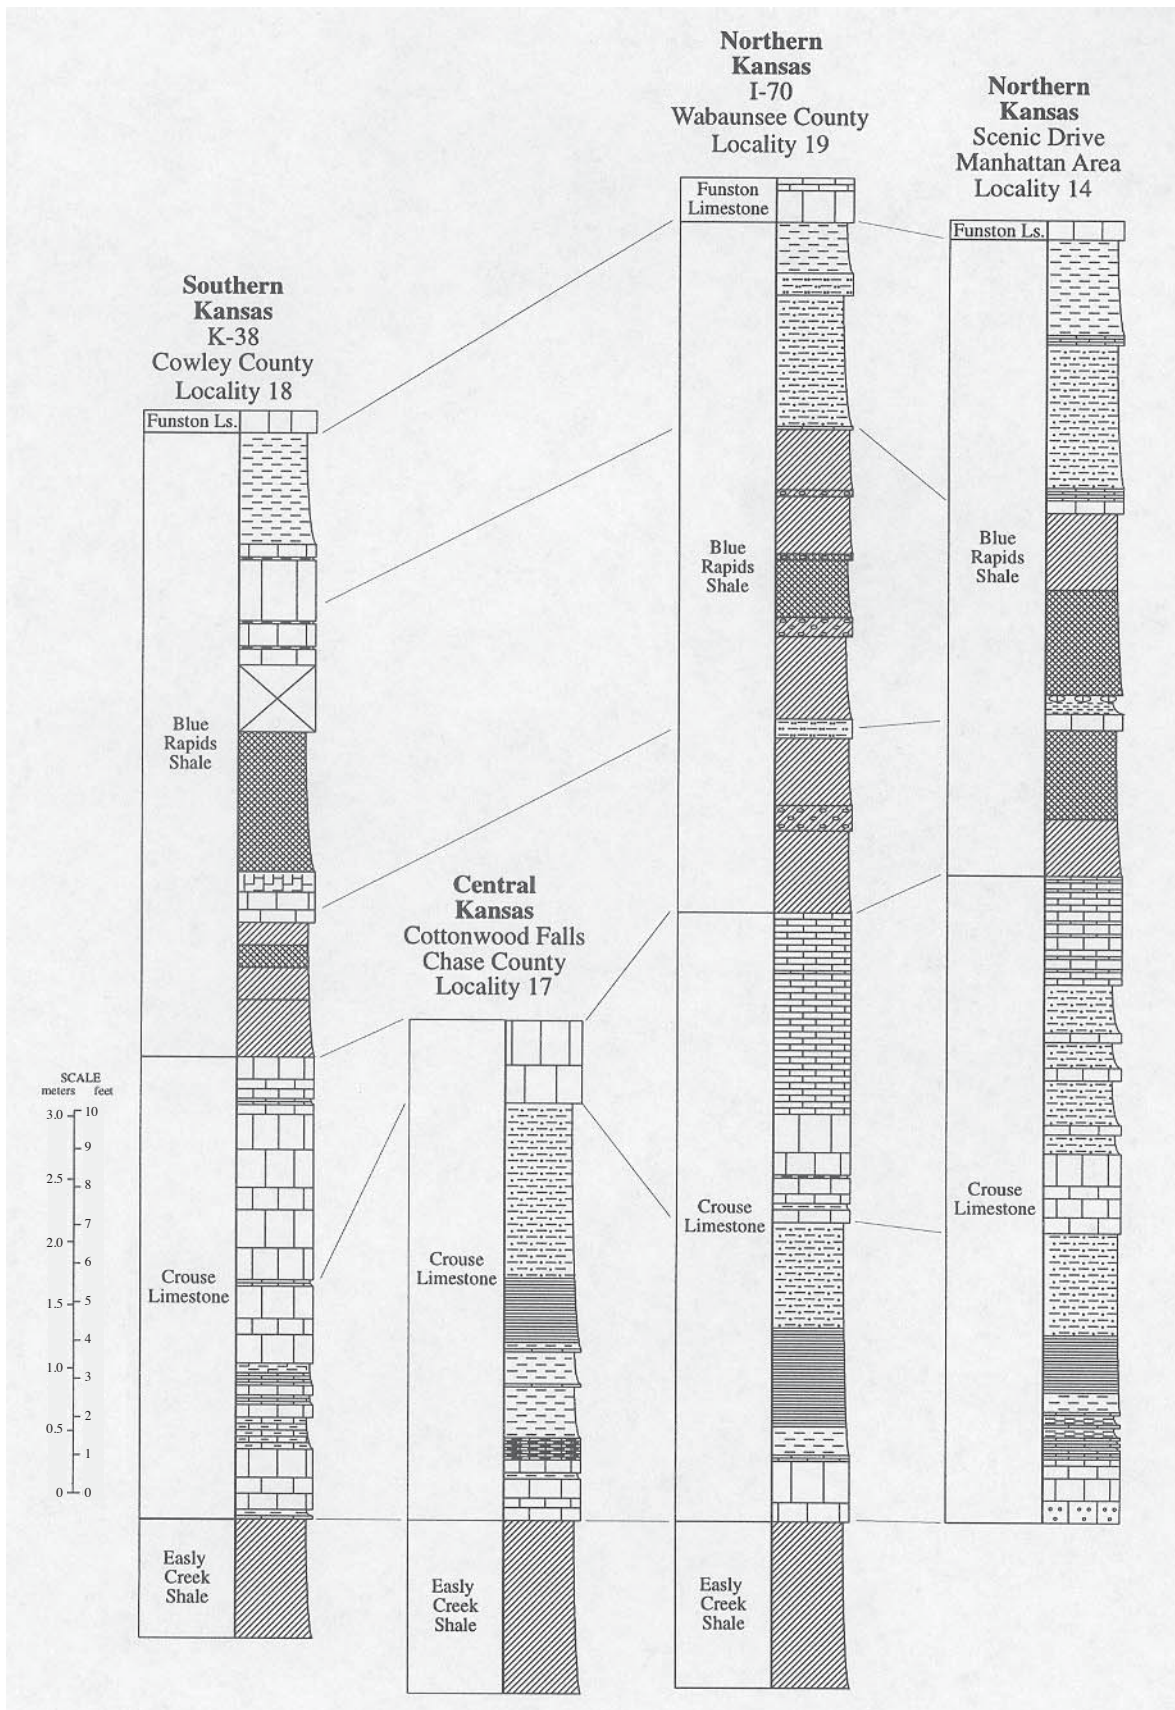 Northern
Kansas
I-70
Wabaunsee County
Locality 19
Northern
Kansas
Scenic Drive
Manhattan Area
Locality 14
Funston
Limestone
Funston Ls.
Southern
Kansas
K-38
Cowley County
Locality 18
Funston Ls.
Blue
Rapids
Shale
Blue
Rapids
Shale
Blue
Rapids
Shale
Central
Kansas
Cottonwood Falls
Chase County
Locality 17
SCALE
meters feet
3.0 10
9
2.5 8
7
2.0
6
1.5 5
4
1.0
3
2
0.5
1
0 0
Crouse
Limestone
Crouse
Limestone
Crouse
Limestone
Crouse
Limestone
Easly
Creek
Shale
Easly
Creek
Shale
Easly
Creek
Shale